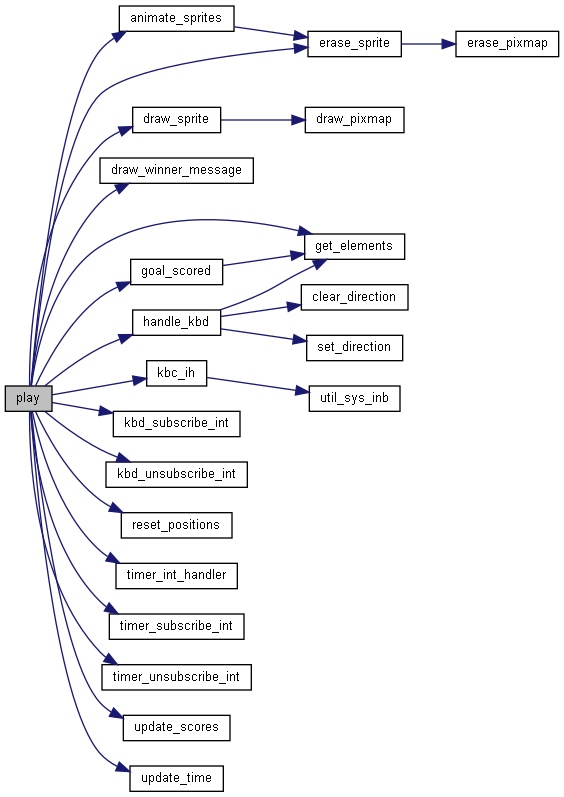 animate_sprites
erase_sprite
erase_pixmap
draw_sprite
draw_pixmap
draw_winner_message
get_elements
goal_scored
clear_direction
handle_kbd
set_direction
kbc_ih
play
util_sys_inb
kbd_subscribe_int
kbd_unsubscribe_int
reset_positions
timer_int_handler
timer_subscribe_int
timer_unsubscribe_int
update_scores
update_time